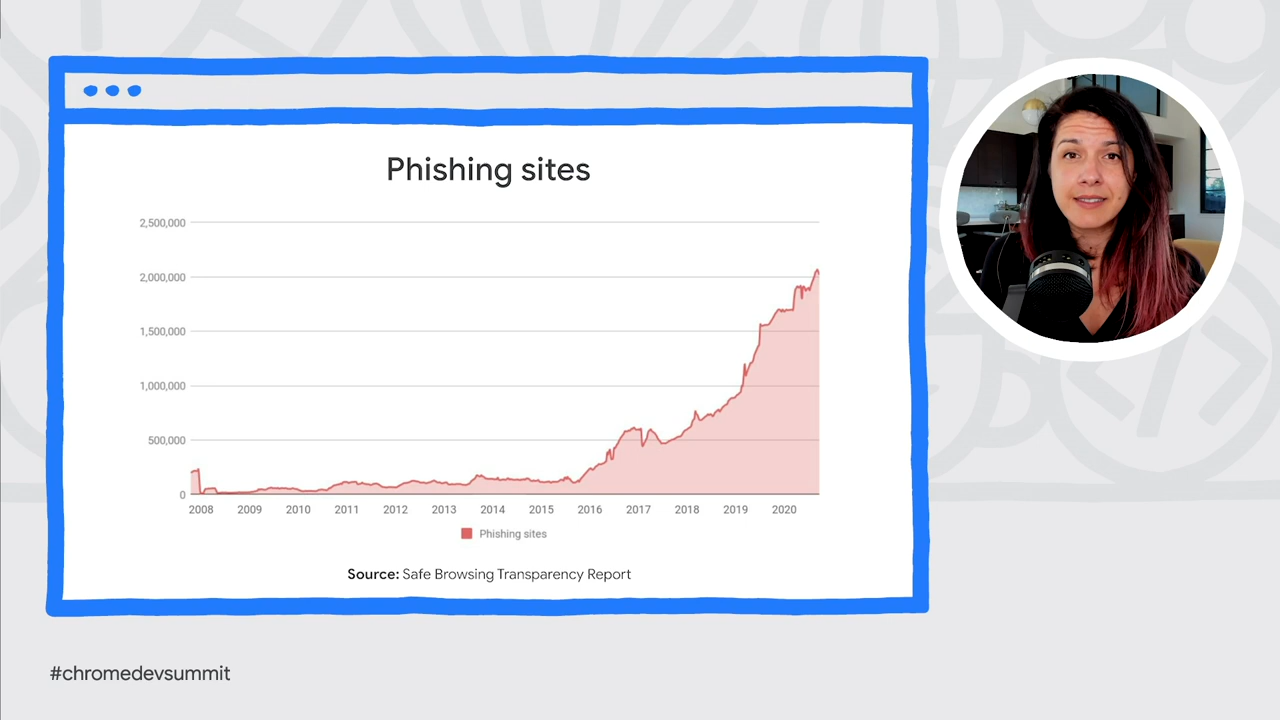 Phishing sites
2,500,000
2,000,000
1,500,000
1,000,000
500,000
0
2008 2009 2010 2011 2012 2013 2014 2015 2016 2017 2018 2019 2020
Phishing sites
Source: Safe Browsing Transparency Report
#chromedevsummit